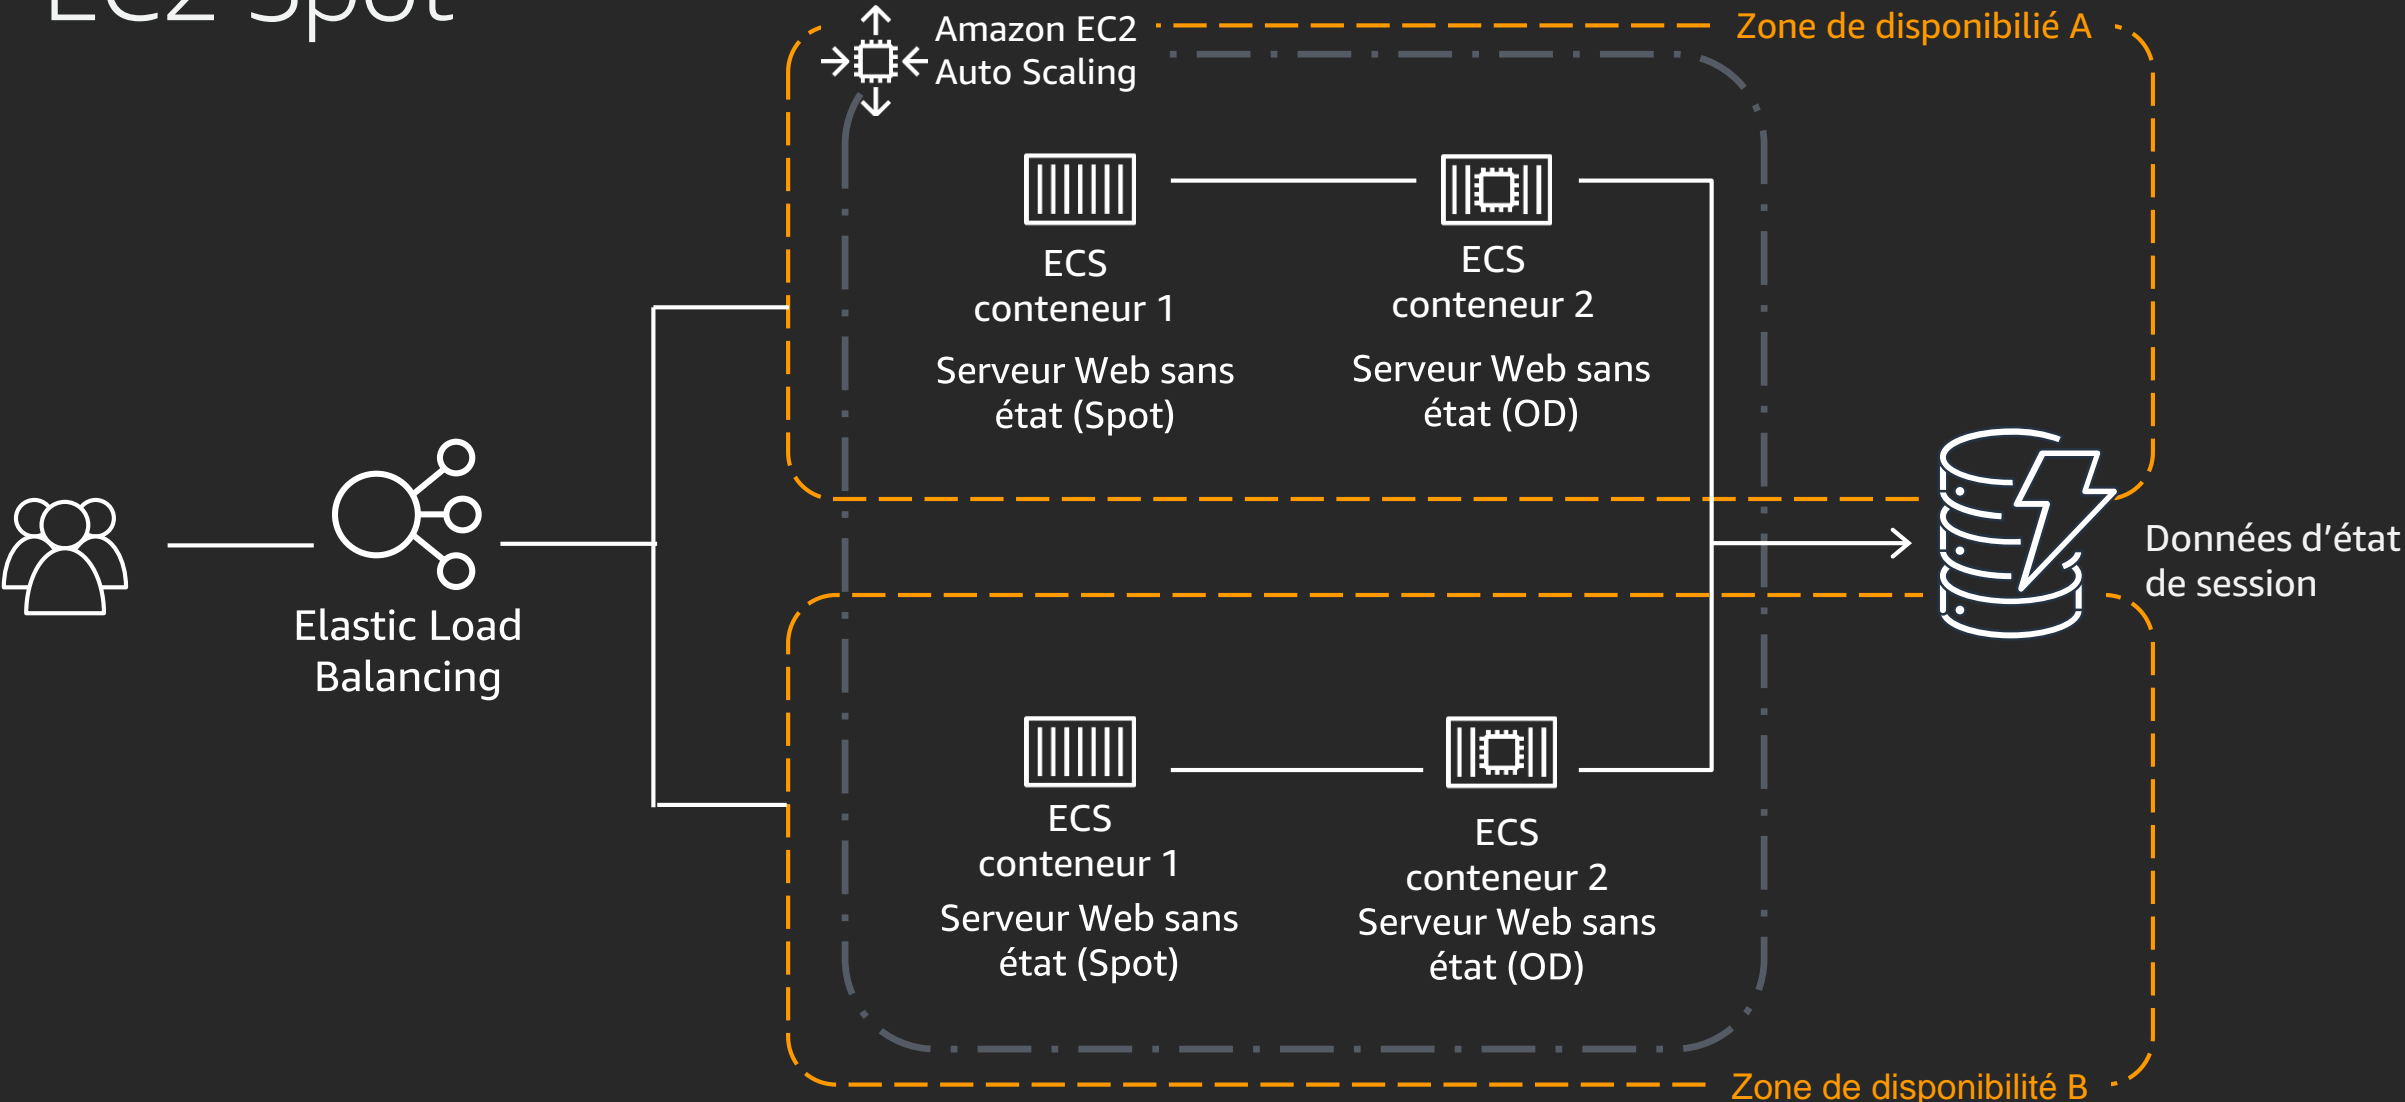 EC2 Spot
Amazon EC2
Auto Scaling
Zone de disponibilié A
ECS
conteneur 1
Serveur Web sans
état (Spot)
ECS
conteneur 2
Serveur Web sans
état (OD)
Elastic Load
Balancing
Données d’état
de session
ECS
conteneur 1
Serveur Web sans
état (Spot)
ECS
conteneur 2
Serveur Web sans
état (OD)
Zone de disponibilité B